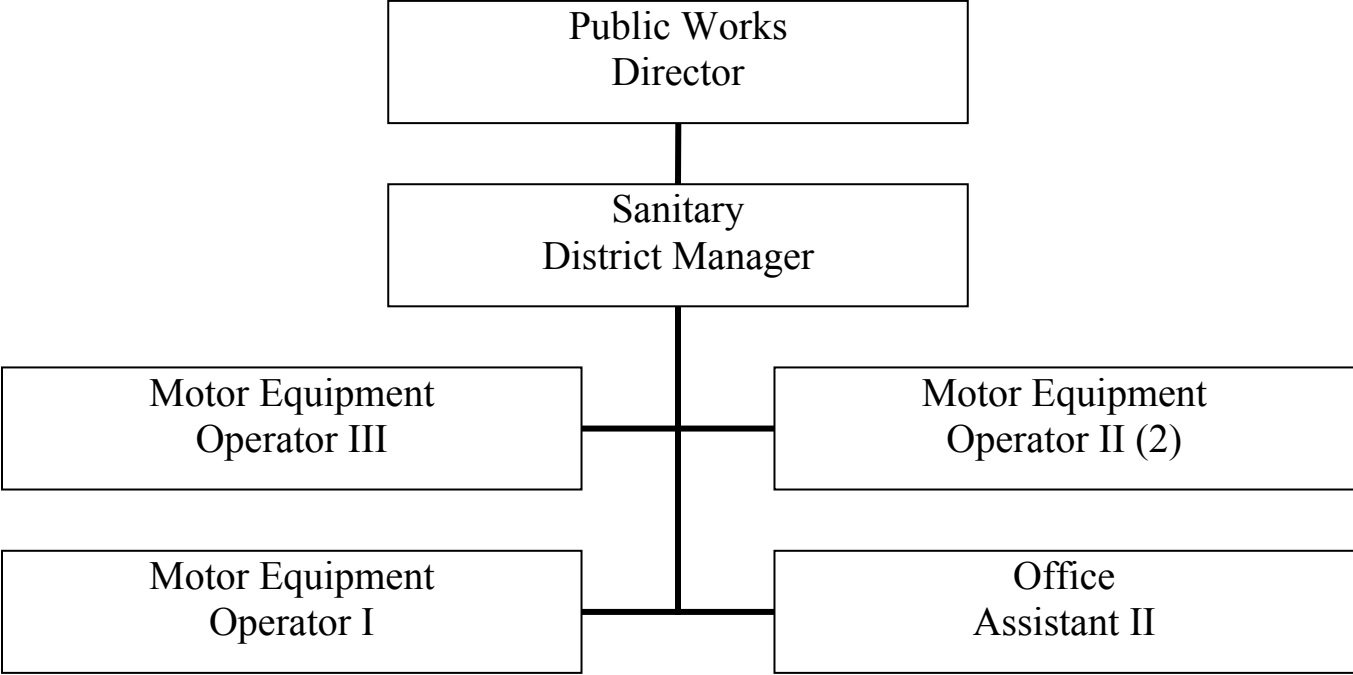 Public Works
Director
Sanitary
District Manager
Motor Equipment
Operator III
Motor Equipment
Operator II (2)
Motor Equipment
Operator I
Office
Assistant II